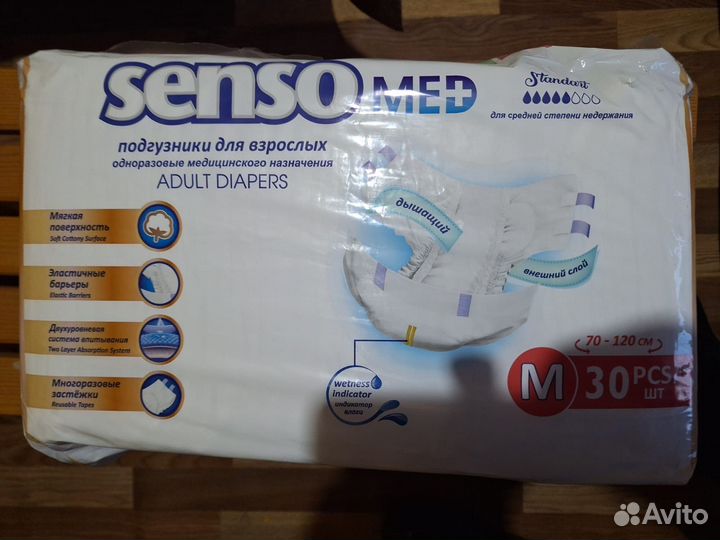 senso MED
Standart
для средней степени недержания
подгузники для взрослых
одноразовые медицинского назначения
ADULT DIAPERS
Мягкая
поверхность
Soft Cottony Surface
Эластичные
барьеры
Elastic Barriers
Двухуровневая
система впитывания
Two Layer Absorption System
Многоразовые
застёжки
Reusable Tapes
дышащий
внешний слой
wetness
indicator
индикатор
влаги
70 - 120 см
M 30 PCS
шт
Avito